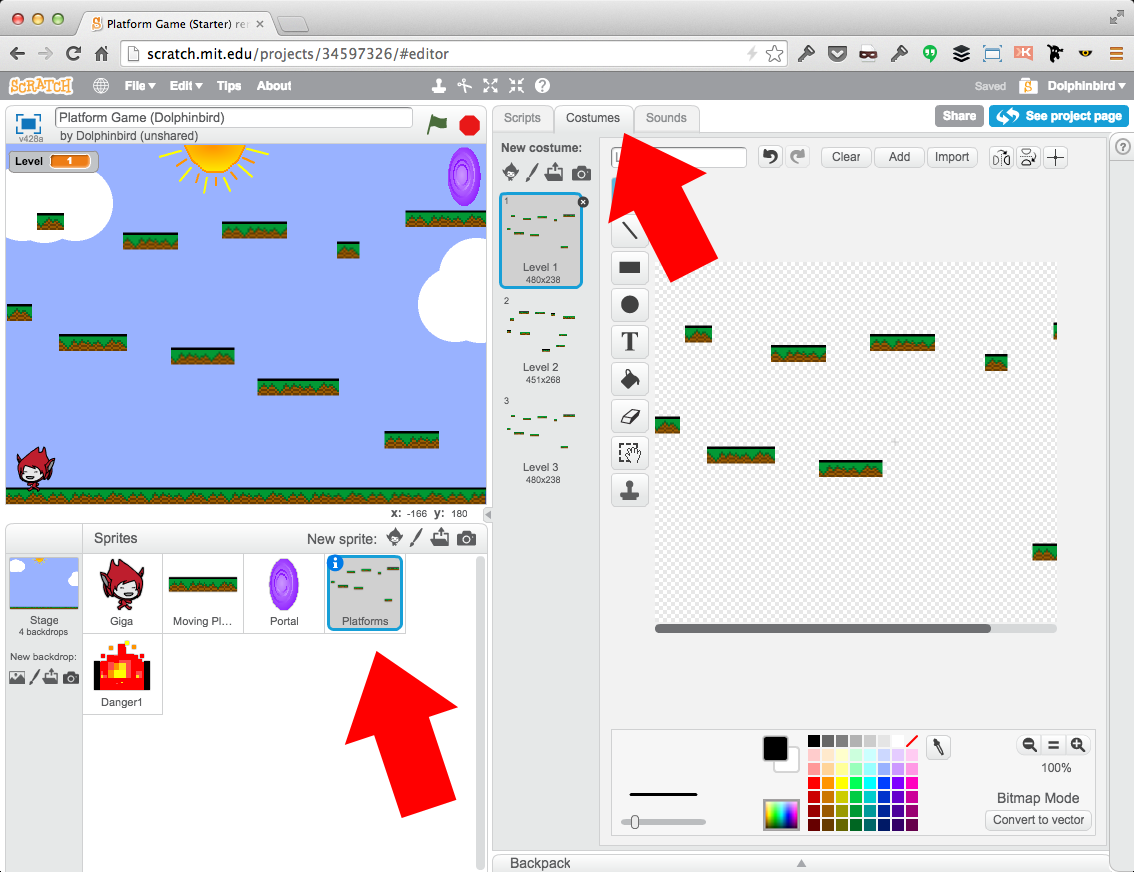 Platform Game (Starter) re
scratch.mit.edu/projects/34597326/#editor
SCRATCH
File
Edit
Tips
About
Saved
S
Dolphinbird
v428a
Platform Game (Dolphinbird)
by Dolphinbird (unshared)
Scripts
Costumes
Sounds
Share
See project page
Level 1
New costume:
L
Clear
Add
Import
1
Level 1
480x238
2
Level 2
451x268
3
Level 3
480x238
T
x: -166 y: 180
Sprites
New sprite:
Stage
4 backdrops
New backdrop:
Giga
Moving Pl...
Portal
Platforms
Danger1
100%
Bitmap Mode
Convert to vector
Backpack